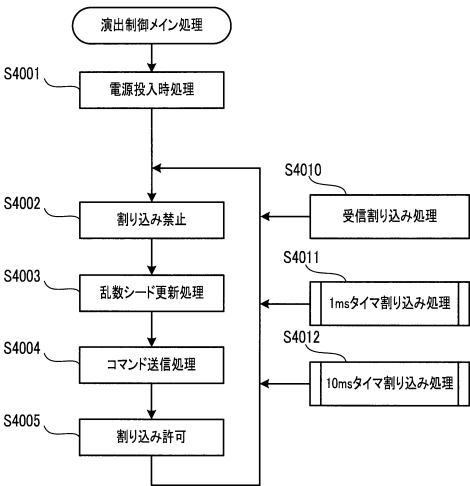 演出制御メイン処理
S4001
電源投入時処理
S4002
割り込み禁止
S4003
乱数シード更新処理
S4004
コマンド送信処理
S4005
割り込み許可
S4010
受信割り込み処理
S4011
1msタイマ割り込み処理
S4012
10msタイマ割り込み処理